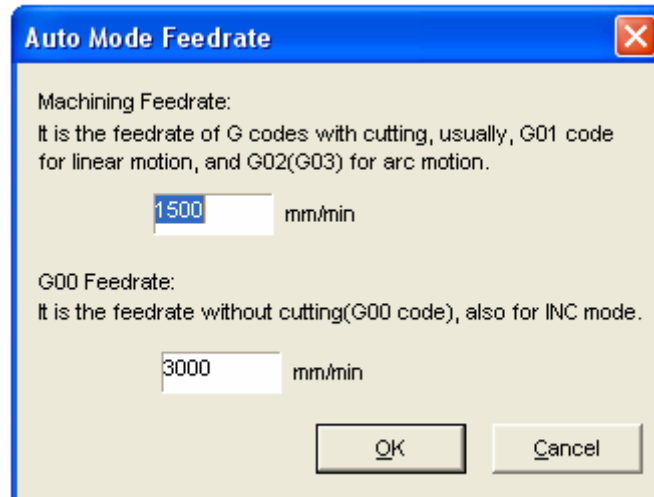 Auto Mode Feedrate
Machining Feedrate:
It is the feedrate of G codes with cutting, usually, G01 code
for linear motion, and G02(G03) for arc motion.
1500 mm/min
G00 Feedrate:
It is the feedrate without cutting(G00 code), also for INC mode.
3000 mm/min
OK Cancel